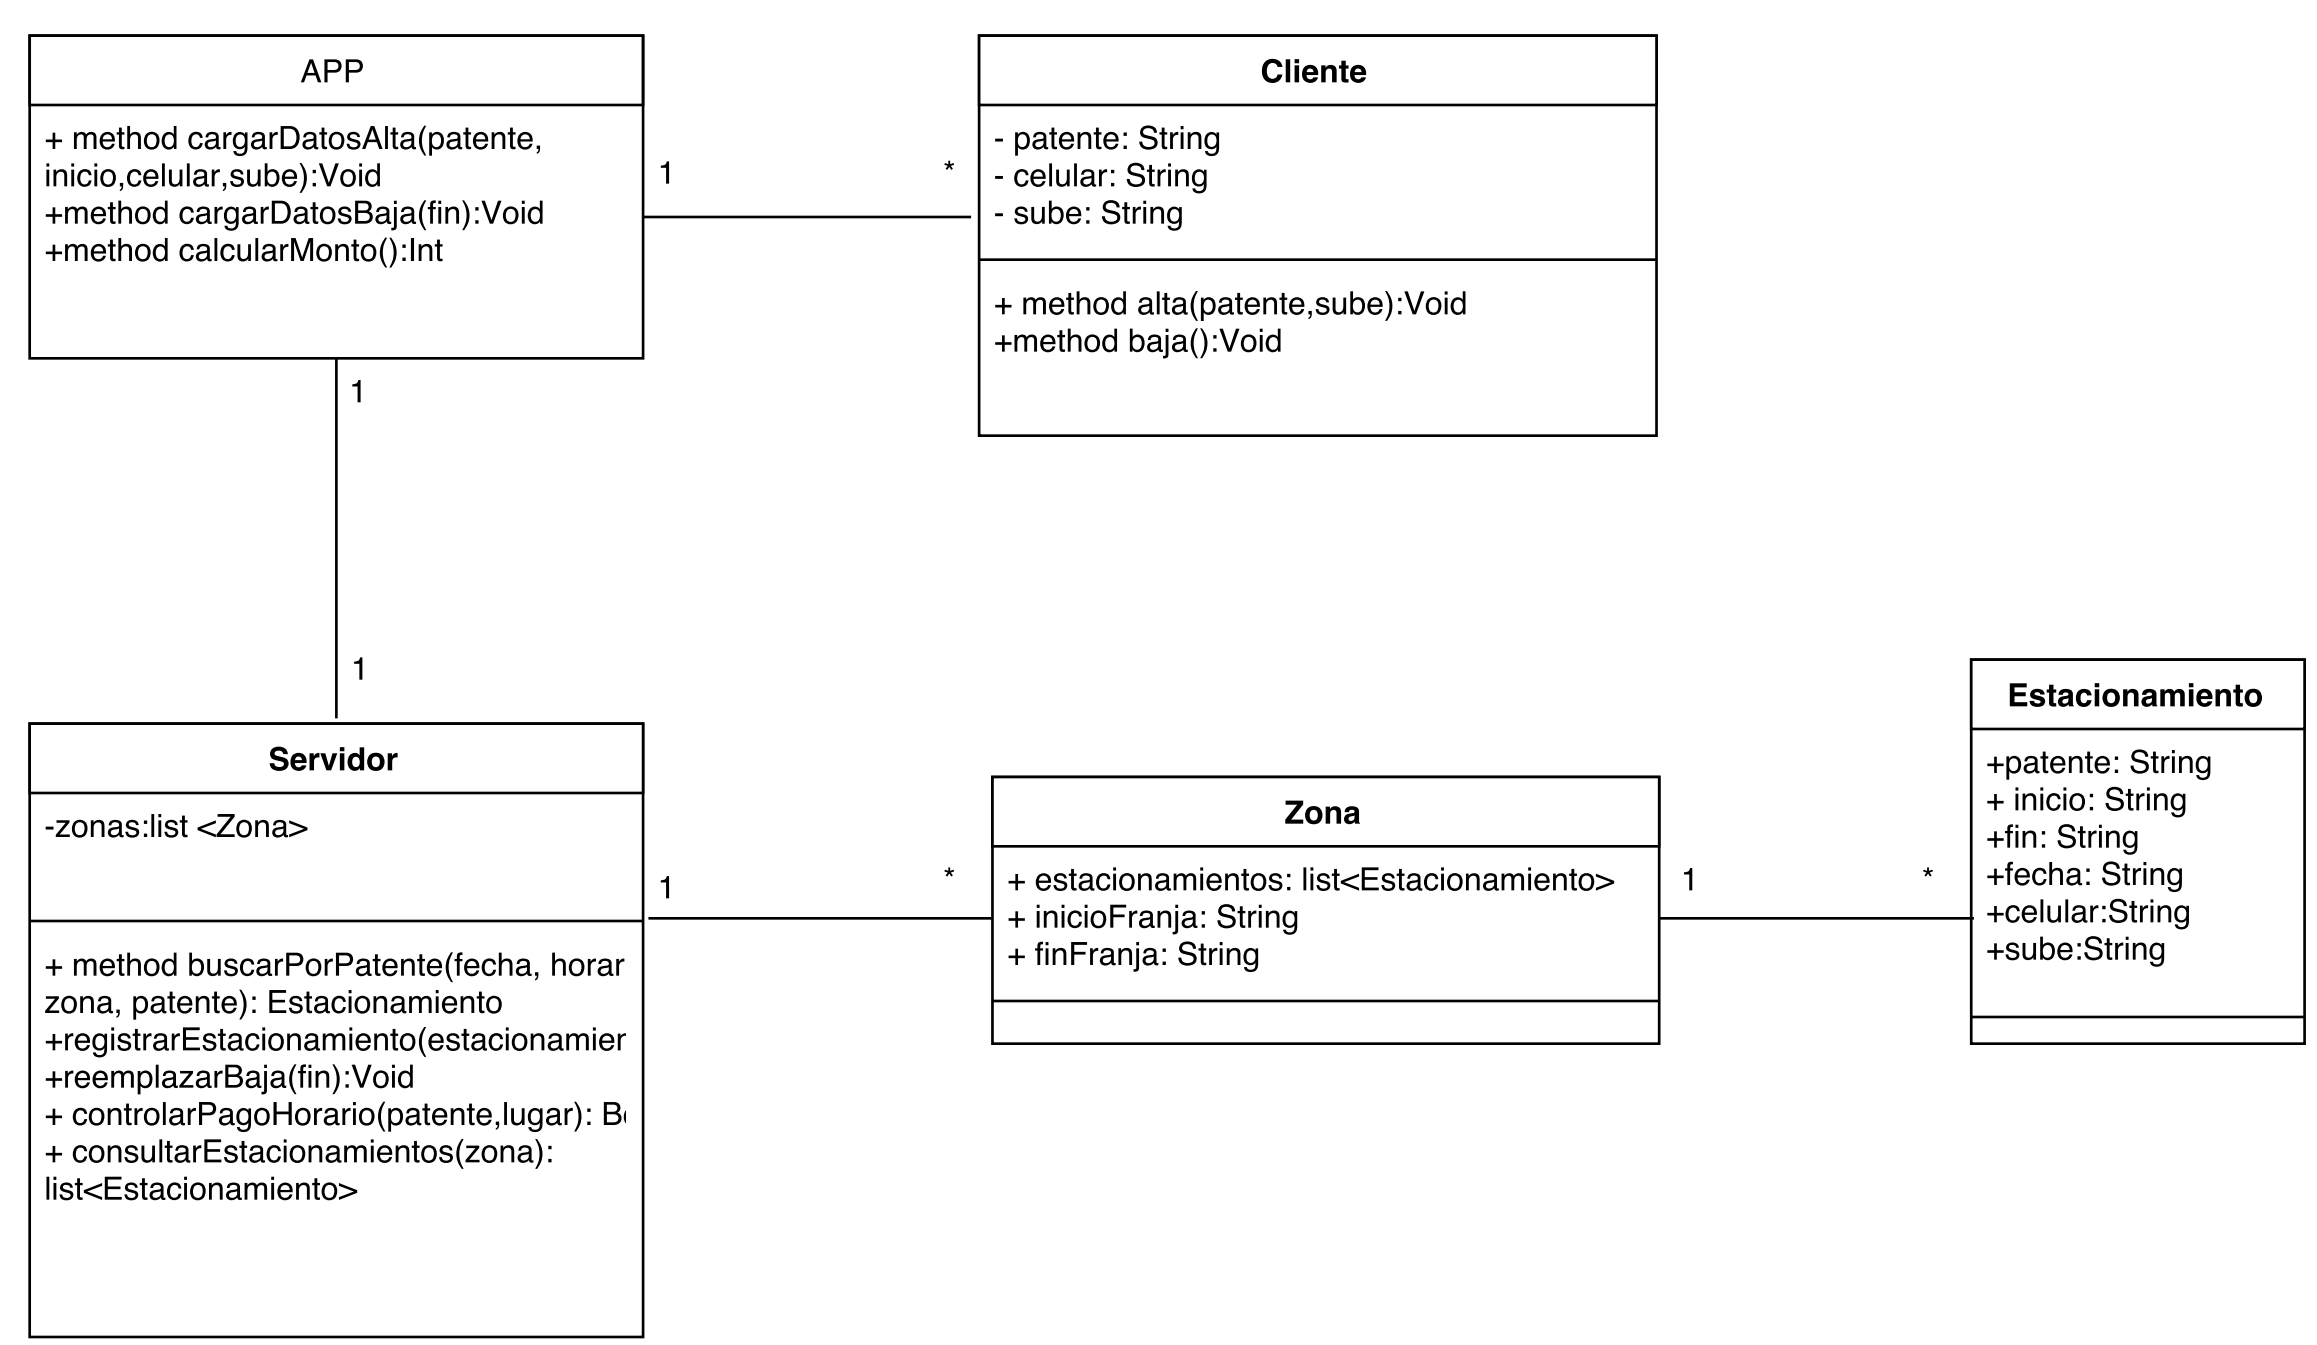 APP
+ method cargarDatosAlta(patente,
inicio,celular,sube):Void
+method cargarDatosBaja(fin):Void
+method calcularMonto():Int
1
*
Cliente
- patente: String
- celular: String
- sube: String
+ method alta(patente,sube):Void
+method baja():Void
1
1
Servidor
-zonas:list <Zona>
+ method buscarPorPatente(fecha, horar
zona, patente): Estacionamiento
+registrarEstacionamiento(estacionamien
+reemplazarBaja(fin):Void
+ controlarPagoHorario(patente,lugar):
+ consultarEstacionamientos(zona):
list<Estacionamiento>
1
*
Zona
+ estacionamientos: list<Estacionamiento>
+ inicioFranja: String
+ finFranja: String
1
*
Estacionamiento
+patente: String
+ inicio: String
+fin: String
+fecha: String
+celular:String
+sube:String